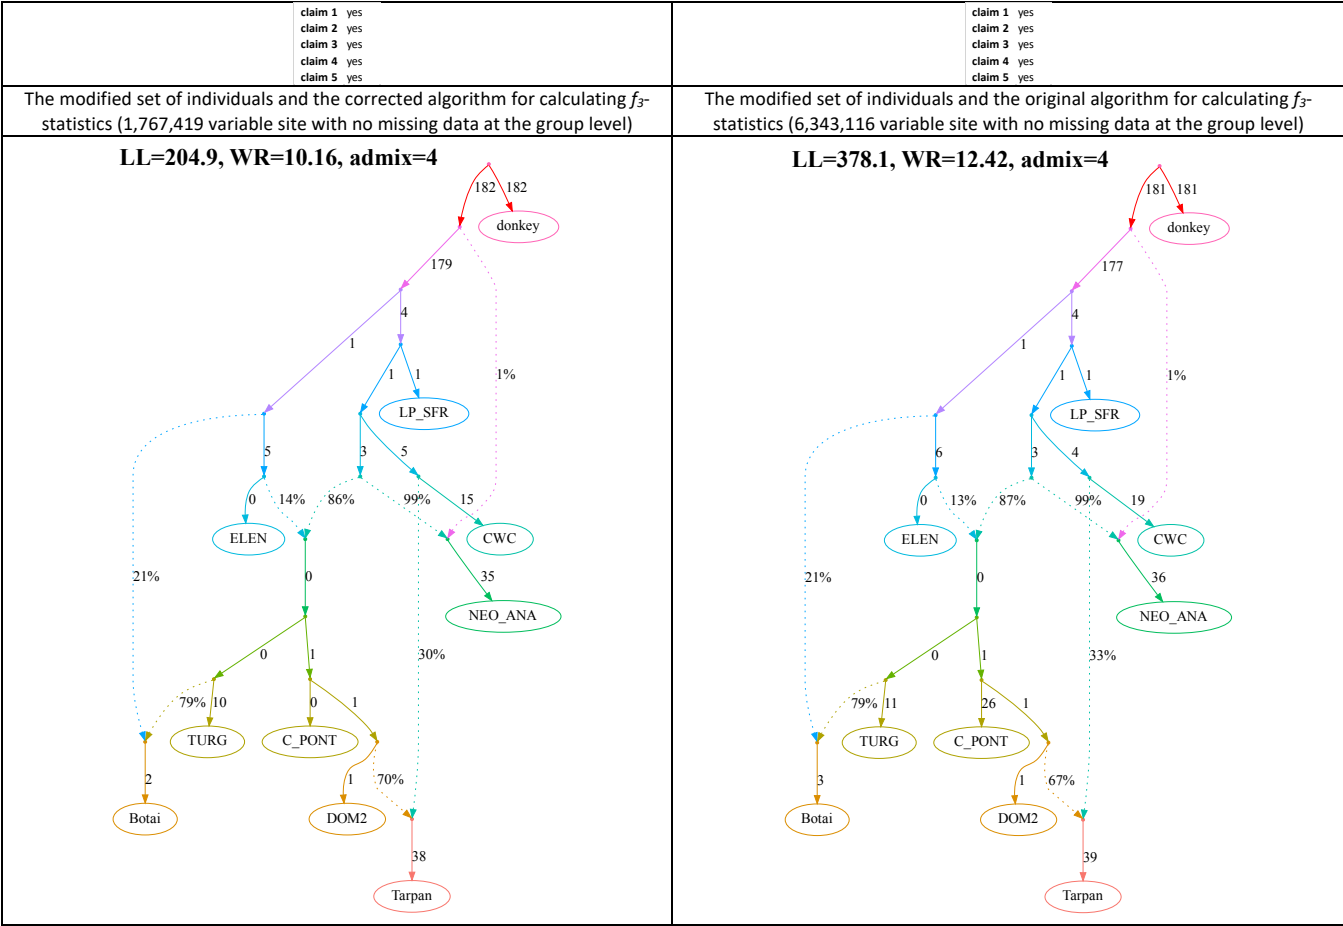 claim 1 yes
claim 2 yes
claim 3 yes
claim 4 yes
claim 5 yes
The modified set of individuals and the corrected algorithm for calculating f3-
statistics (1,767,419 variable site with no missing data at the group level)
LL=204.9, WR=10.16, admix=4
182 182
donkey
179
4
1
1%
1 1
LP_SFR
5 3 5
0 14% 86% 99% 15
ELEN CWC
21% 0 35
NEO_ANA
0 1 30%
79% 10 0 1
TURG C_PONT
2 1 70%
Botai DOM2
38
Tarpan
claim 1 yes
claim 2 yes
claim 3 yes
claim 4 yes
claim 5 yes
The modified set of individuals and the original algorithm for calculating f3-
statistics (6,343,116 variable site with no missing data at the group level)
LL=378.1, WR=12.42, admix=4
181 181
donkey
177
4
1
1%
1 1
LP_SFR
6 3 4
0 13% 87% 99% 19
ELEN CWC
21% 0 36
NEO_ANA
0 1 33%
79% 11 26 1
TURG C_PONT
3 1 67%
Botai DOM2
39
Tarpan